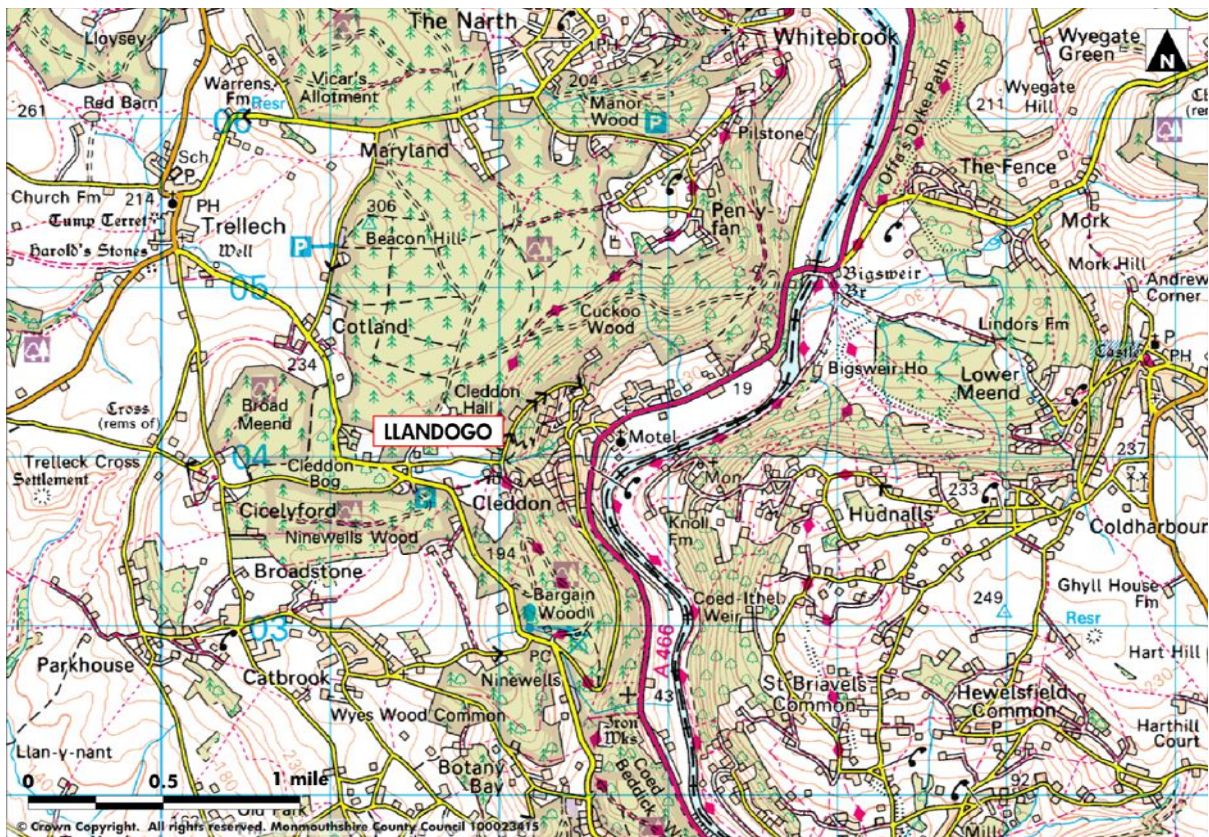 Lloysey
The Narth
PH
Whitebrook
Wyegate
Green
N
Warrens
Fm
Resr
Vicar's
Allotment
204
Manor
Wood
P
Red Barn
261
06
211
Wyegate
Hill
Offa's Dyke Path
Pilstone
Maryland
The Fence
Sch
P
Church Fm
214
PH
Tump Terret
Trellech
Harold's Stones
Well
306
Beacon Hill
P
Pen-y-
fan
Mork
Mork Hill
Bigsweir
Br
Andrew
Corner
05
Cotland
Cuckoo
Wood
Lindors Fm
P
Castle
PH
234
19
Bigsweir Ho
Lower
Meend
Cleddon
Hall
Broad
Meend
Cross
(rems of)
LLANDOGO
Motel
Trelleck Cross
Settlement
04
Cleddon
Bog
P
Cleddon
Mon
237
233
Hudnalls
Cicelyford
Ninewells Wood
Knoll
Fm
Coldharbour
194
Broadstone
Bargain
Wood
Coed-Ithel
Weir
Ghyll House
Fm
249
Resr
03
A 466
Parkhouse
Catbrook
PC
Ninewells
Hart Hill
43
St Briavels
Common
Hewelsfield
Common
P
Wyes Wood Common
Iron
Wks
Harthill
Court
Llan-y-nant
Botany
Bay
Coed
Beddick
92
0 0.5 1 mile
180
230
Old Park
Mill
© Crown Copyright. All rights reserved. Monmouthshire County Council 100023415